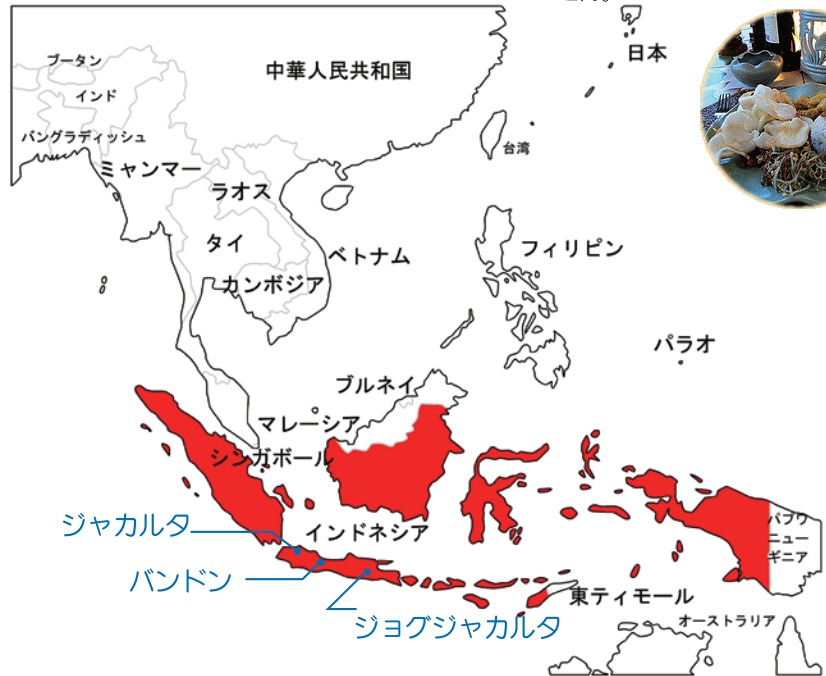 日本
ブータン
中華人民共和国
インド
バングラディッシュ
台湾
ミャンマー
ラオス
タイ
ベトナム
フィリピン
カンボジア
パラオ
ブルネイ
マレーシア
シンガポール
ジャカルタ
インドネシア
パプワ
ニュー
ギニア
バンドン
東ティモール
ジョグジャカルタ
オーストラリア